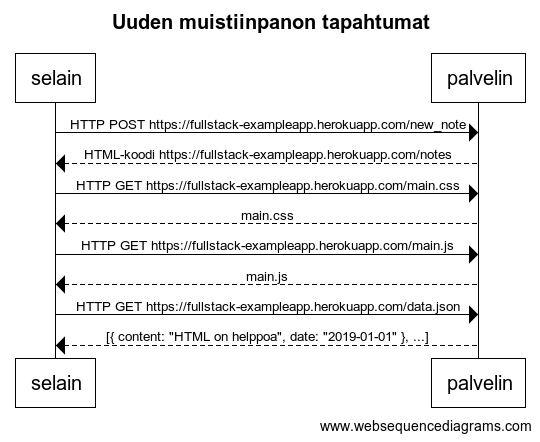 Uuden muistiinpanon tapahtumat
selain palvelin
HTTP POST https://fullstack-exampleapp.herokuapp.com/new_note
HTML-koodi https://fullstack-exampleapp.herokuapp.com/notes
HTTP GET https://fullstack-exampleapp.herokuapp.com/main.css
main.css
HTTP GET https://fullstack-exampleapp.herokuapp.com/main.js
main.js
HTTP GET https://fullstack-exampleapp.herokuapp.com/data.json
[{ content: "HTML on helppoa", date: "2019-01-01" }, ...]
selain palvelin
www.websequencediagrams.com